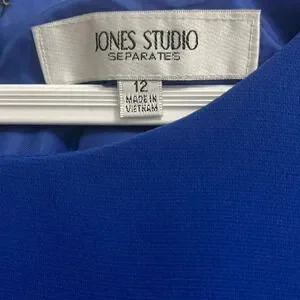 JONES STUDIO
SEPARATES
12
MADE IN
VIETNAM